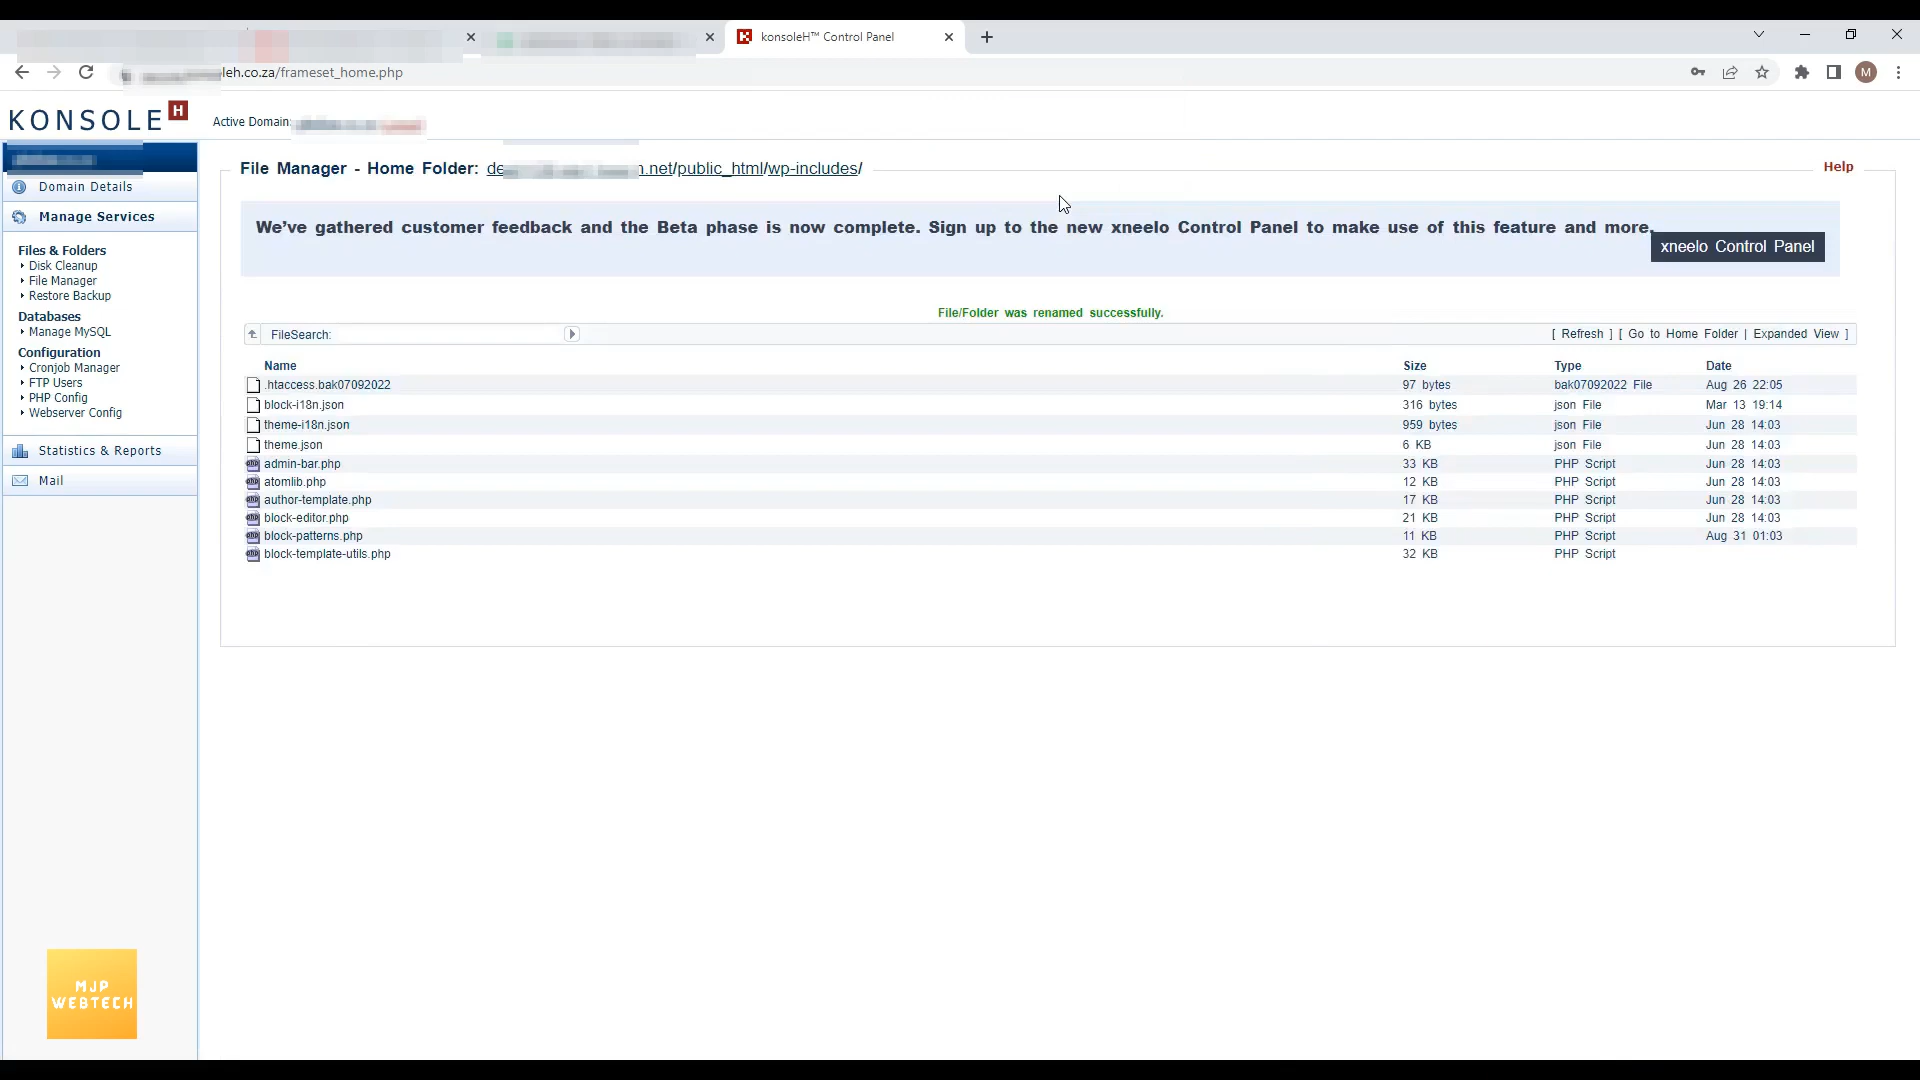 konsoleH™ Control Panel
leh.co.za/frameset_home.php
M
KONSOLE H
Active Domain:
Domain Details
Manage Services
Files & Folders
Disk Cleanup
File Manager
Restore Backup
Databases
Manage MySQL
Configuration
Cronjob Manager
FTP Users
PHP Config
Webserver Config
Statistics & Reports
Mail
MJP
WEBTECH
File Manager - Home Folder: de n.net/public_html/wp-includes/
Help
We’ve gathered customer feedback and the Beta phase is now complete. Sign up to the new xneelo Control Panel to make use of this feature and more.
xneelo Control Panel
File/Folder was renamed successfully.
FileSearch:
[ Refresh ] [ Go to Home Folder | Expanded View ]
Name Size Type Date
.htaccess.bak07092022 97 bytes bak07092022 File Aug 26 22:05
block-i18n.json 316 bytes json File Mar 13 19:14
theme-i18n.json 959 bytes json File Jun 28 14:03
theme.json 6 KB json File Jun 28 14:03
admin-bar.php 33 KB PHP Script Jun 28 14:03
atomlib.php 12 KB PHP Script Jun 28 14:03
author-template.php 17 KB PHP Script Jun 28 14:03
block-editor.php 21 KB PHP Script Jun 28 14:03
block-patterns.php 11 KB PHP Script Aug 31 01:03
block-template-utils.php 32 KB PHP Script